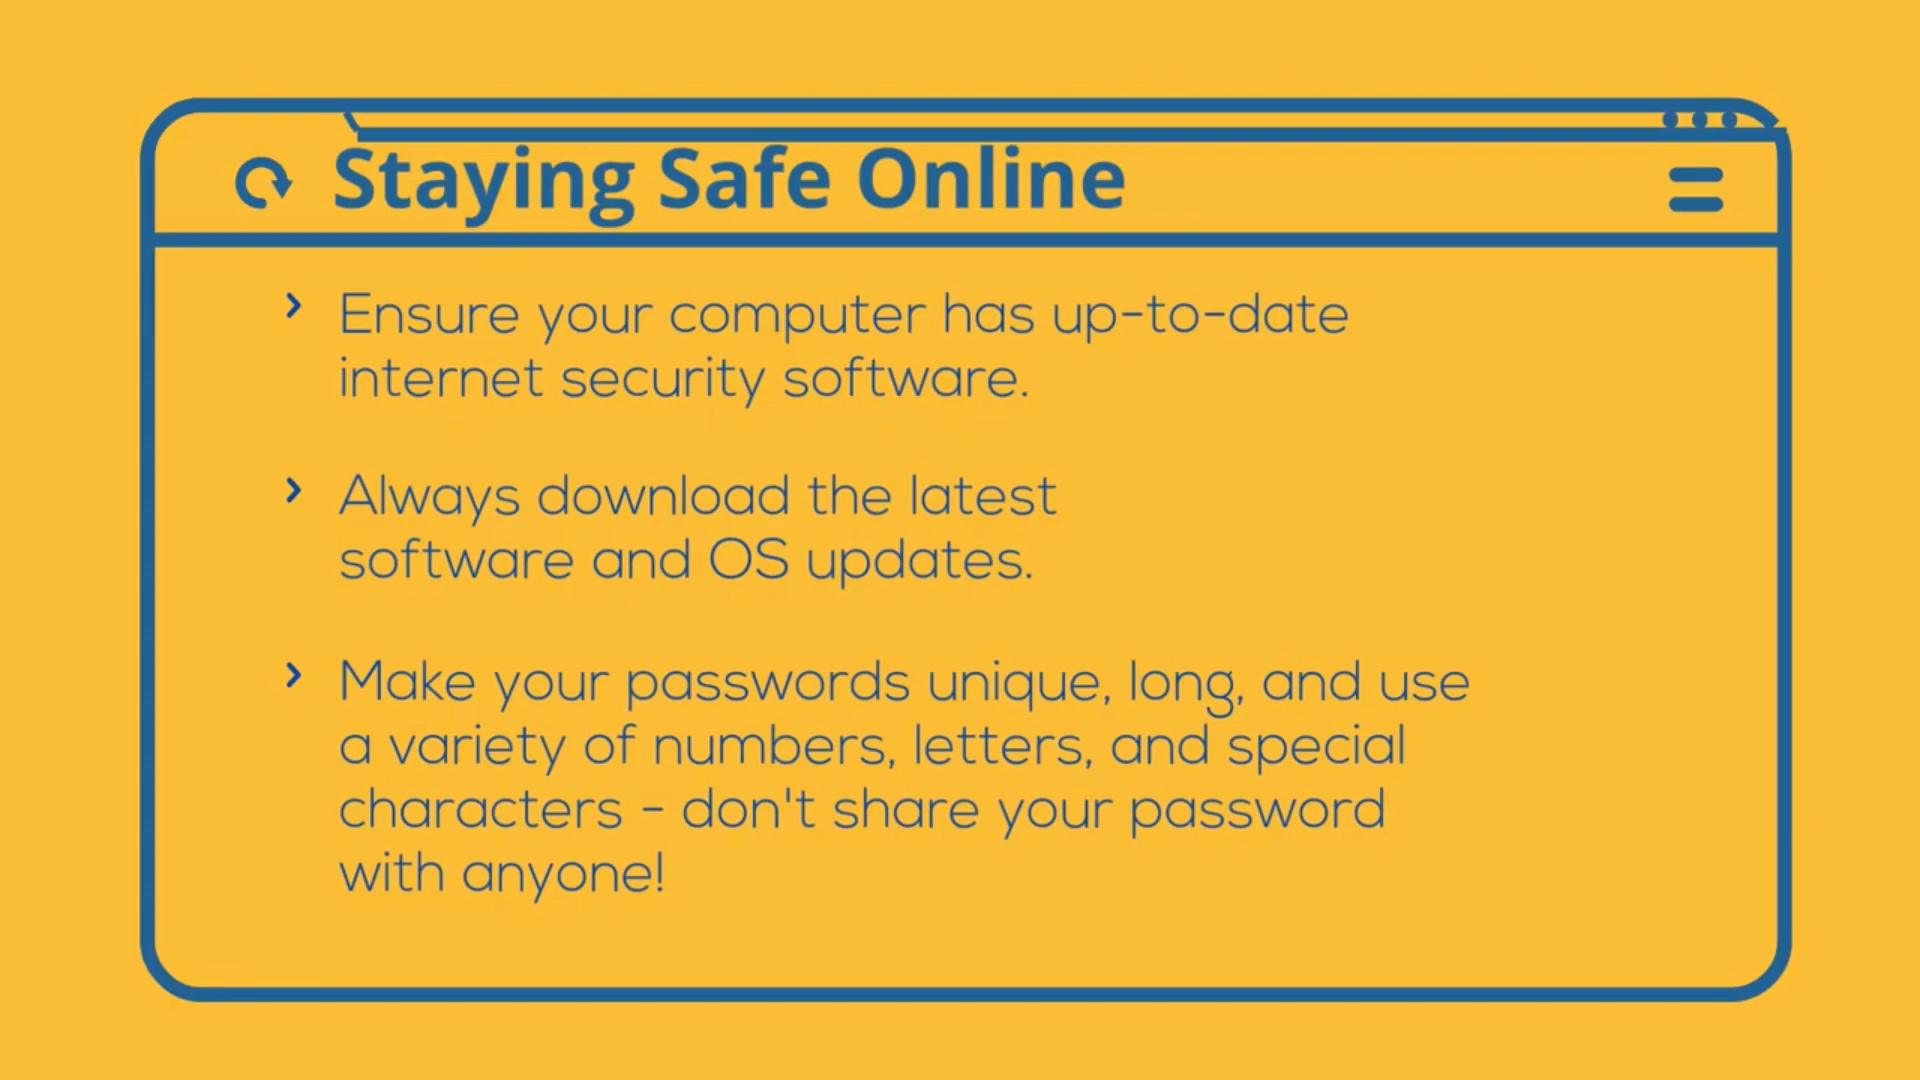 Staying Safe Online
› Ensure your computer has up-to-date
internet security software.
› Always download the latest
software and OS updates.
› Make your passwords unique, long, and use
a variety of numbers, letters, and special
characters - don't share your password
with anyone!